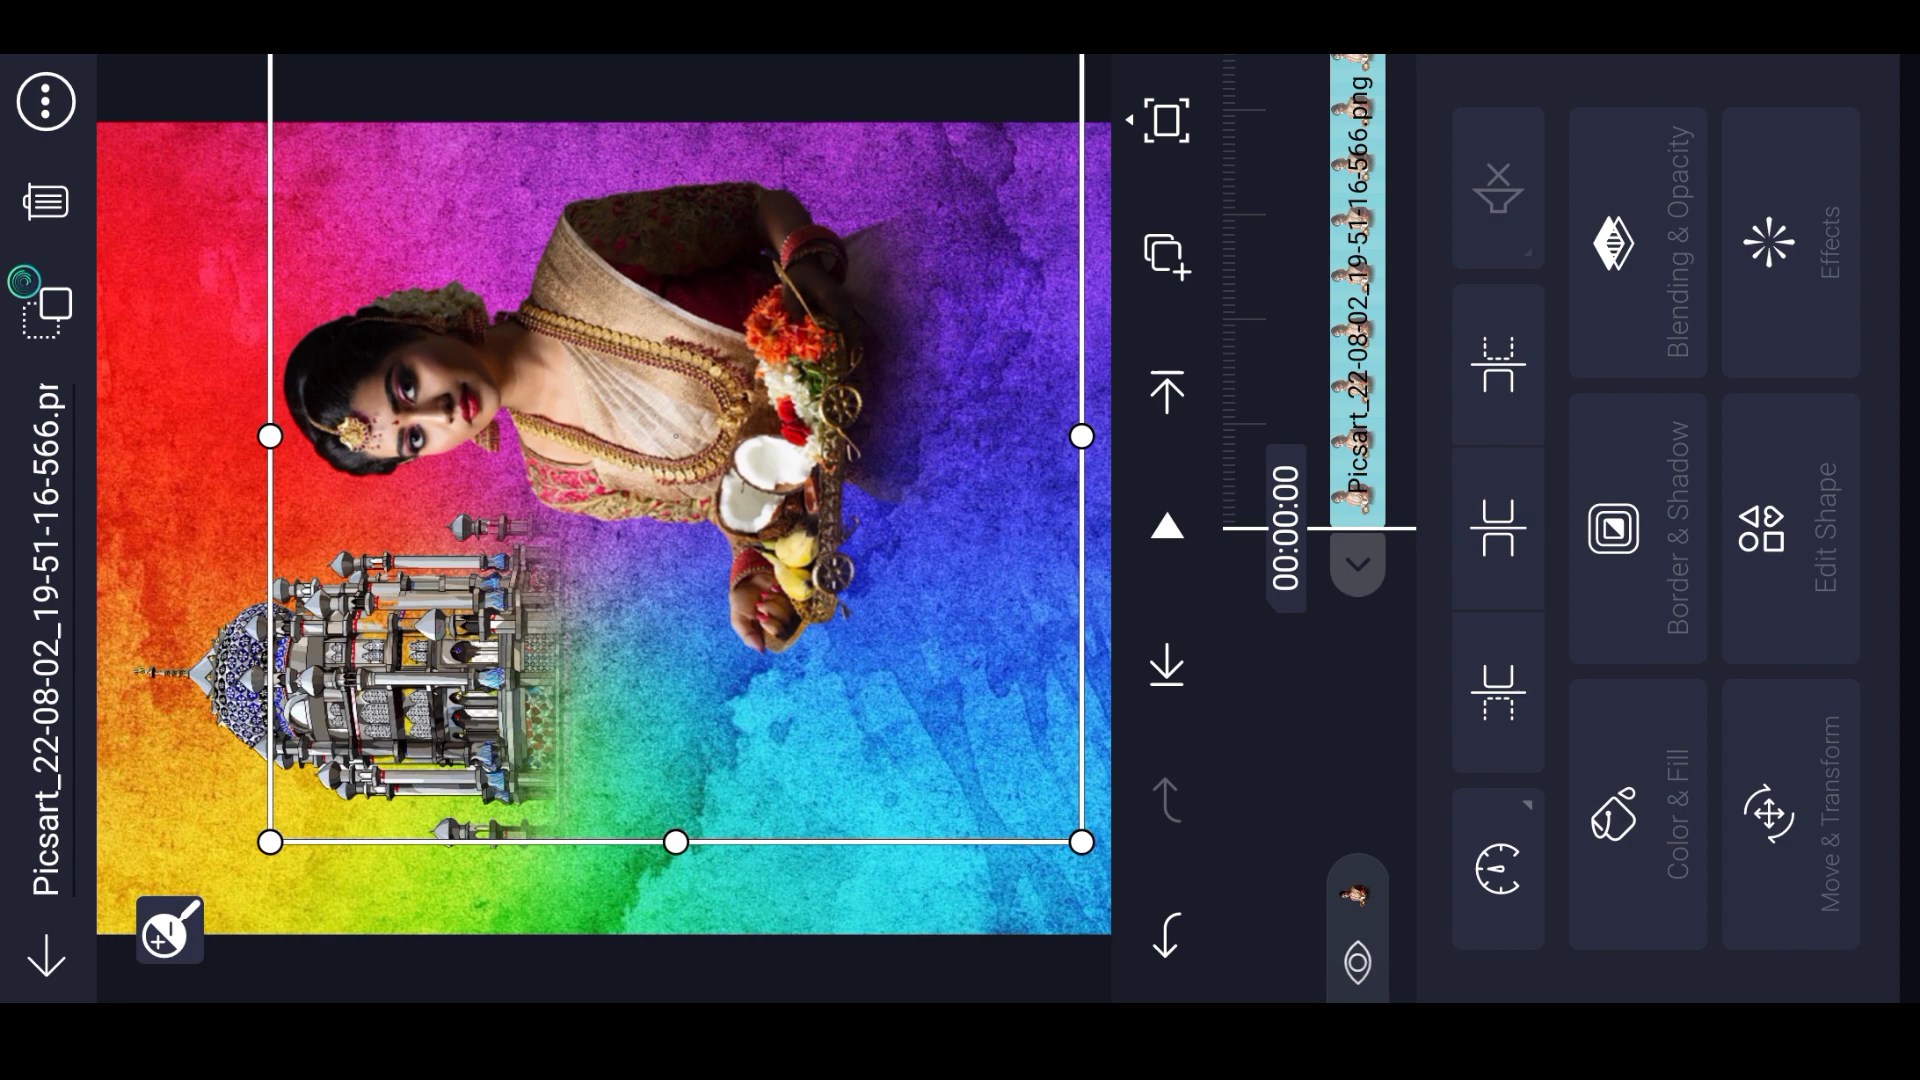 Picsart_22-08-02_19-51-16-566.pr
00:00:00
Picsart_22-08-02_19-51-16-566.png
Color & Fill
Border & Shadow
Blending & Opacity
Move & Transform
Edit Shape
Effects